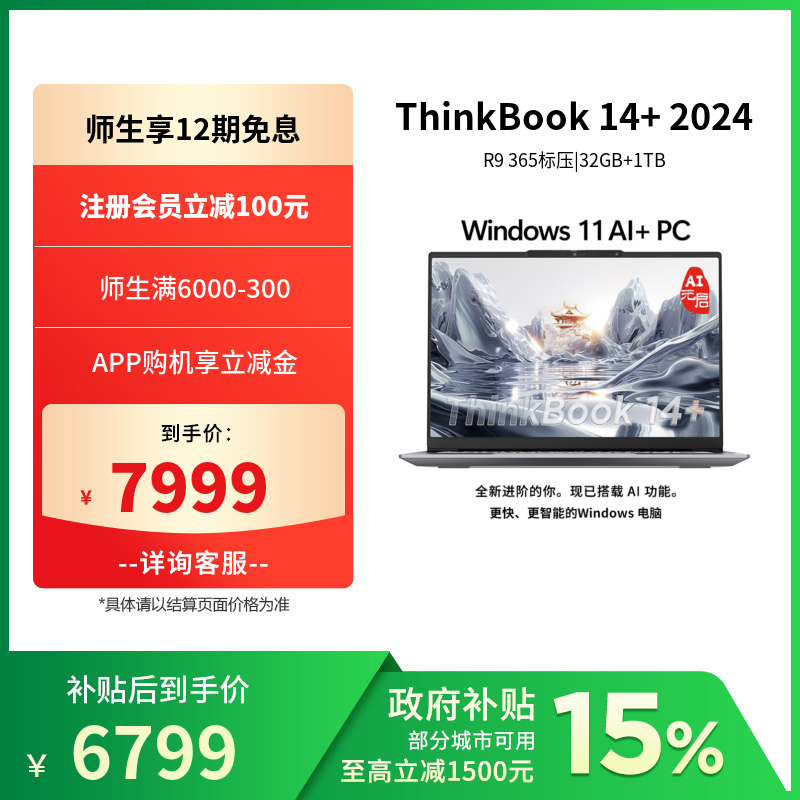 师生享12期免息
注册会员立减100元
师生满6000-300
APP购机享立减金
到手价：
¥ 7999
--详询客服--
*具体请以结算页面价格为准
ThinkBook 14+ 2024
R9 365标压|32GB+1TB
Windows 11 AI+ PC
AI
元启
ThinkBook 14+
全新进阶的你。现已搭载 AI 功能。
更快、更智能的Windows 电脑
补贴后到手价
¥ 6799
政府补贴
部分城市可用
至高立减1500元
15%